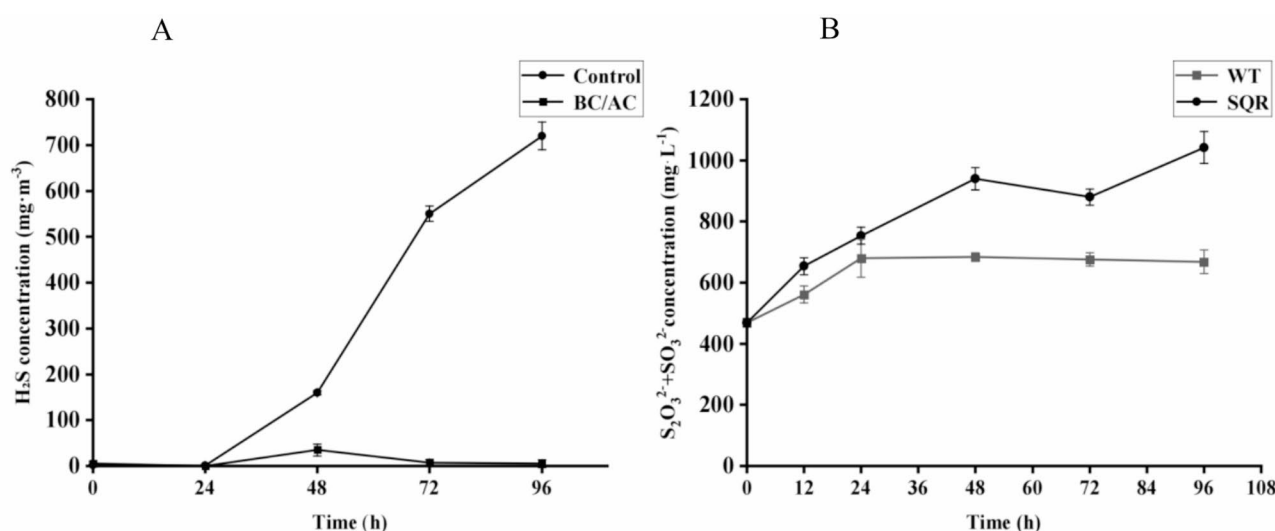 A
Control
BC/AC
H₂S concentration (mg·m⁻³)
800
700
600
500
400
300
200
100
0
0 24 48 72 96
Time (h)
B
WT
SQR
S₂O₃²⁻+SO₃²⁻concentration (mg·L⁻¹)
1200
1000
800
600
400
200
0
0 12 24 36 48 60 72 84 96 108
Time (h)